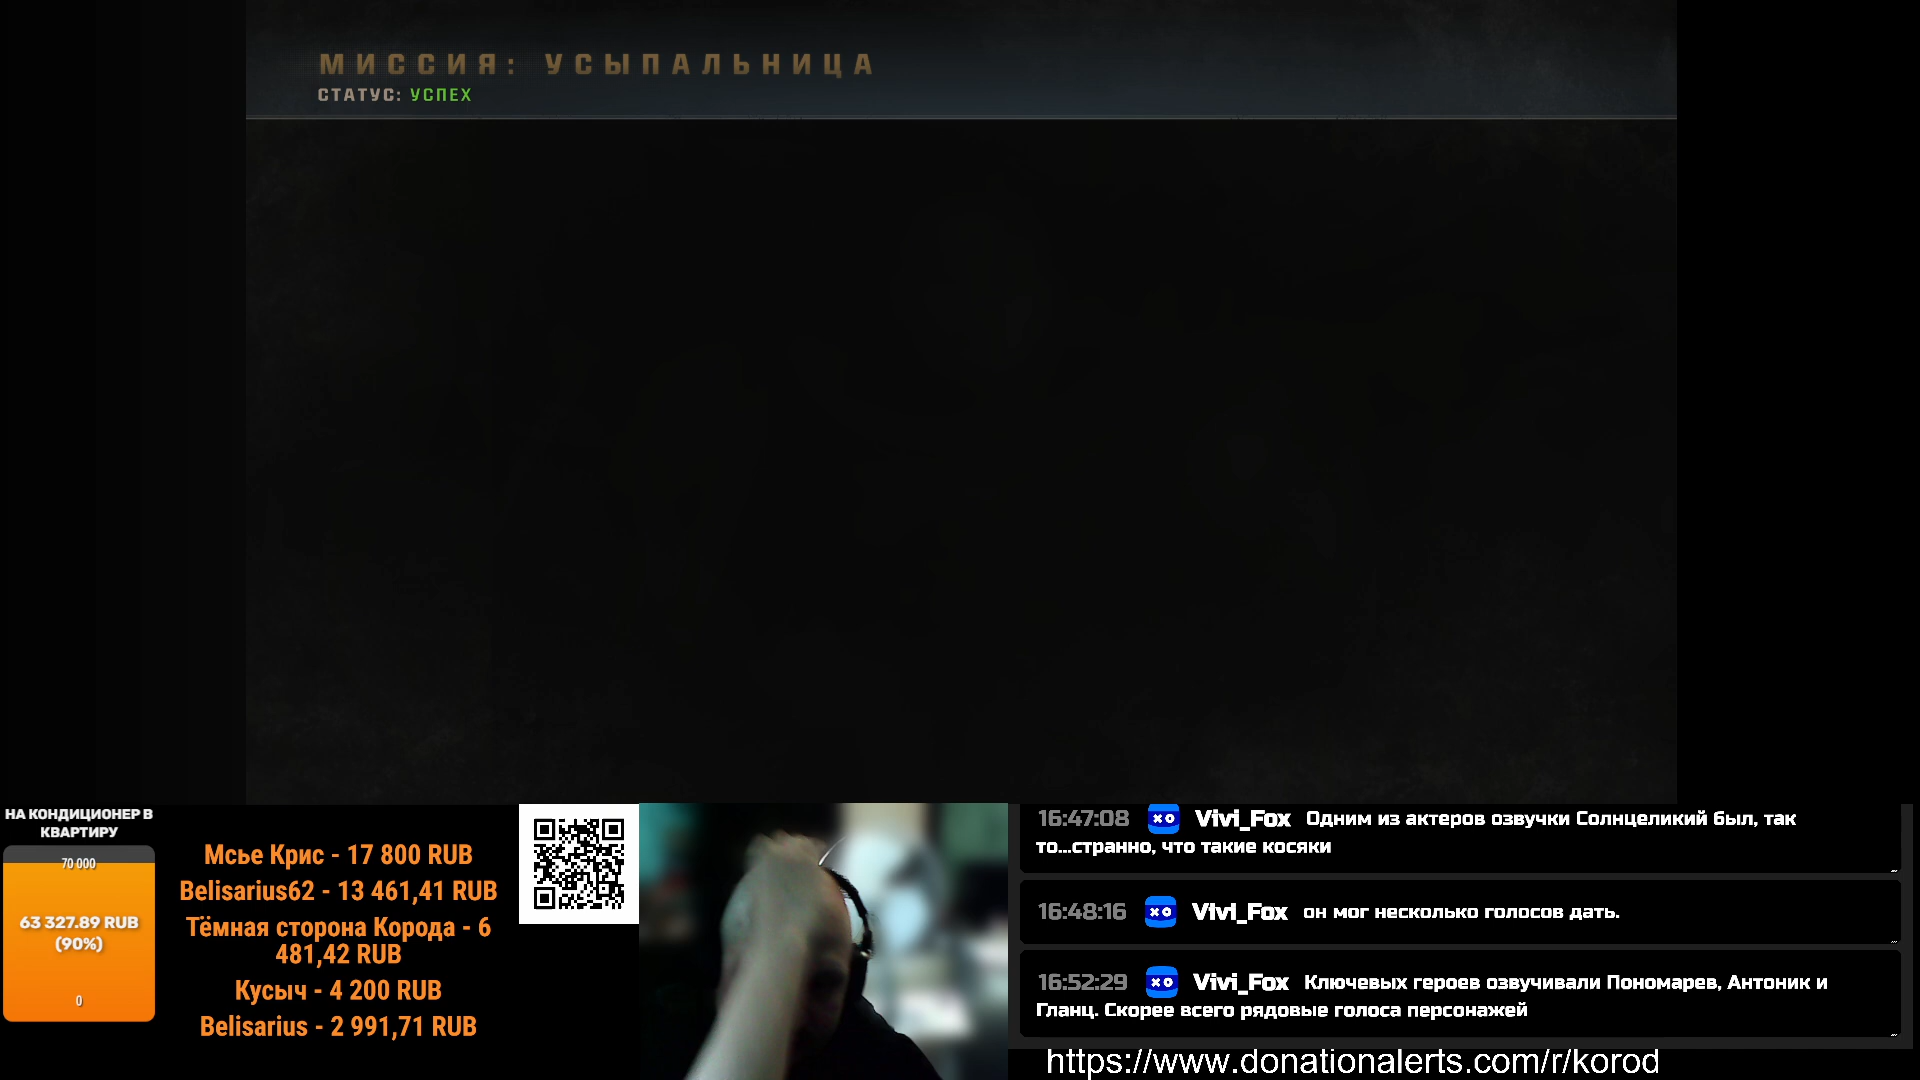 МИССИЯ: УСЫПАЛЬНИЦА
СТАТУС: УСПЕХ
НА КОНДИЦИОНЕР В
КВАРТИРУ
70 000
63 327.89 RUB
(90%)
0
Мсье Крис - 17 800 RUB
Belisarius62 - 13 461,41 RUB
Тёмная сторона Корода - 6
481,42 RUB
Кусыч - 4 200 RUB
Belisarius - 2 991,71 RUB
16:47:08 Vivi_Fox Одним из актеров озвучки Солнцеликий был, так
то...странно, что такие косяки
16:48:16 Vivi_Fox он мог несколько голосов дать.
16:52:29 Vivi_Fox Ключевых героев озвучивали Пономарев, Антоник и
Гланц. Скорее всего рядовые голоса персонажей
https://www.donationalerts.com/r/korod